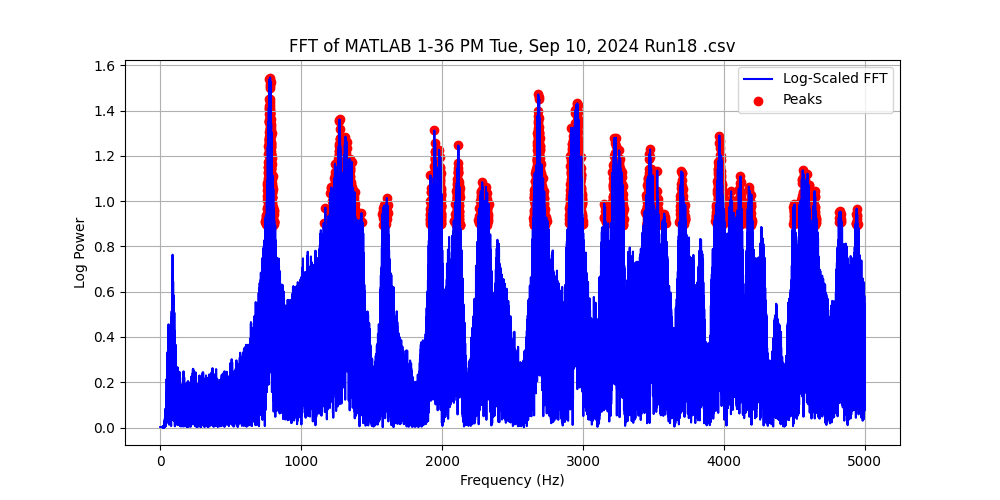 FFT of MATLAB 1-36 PM Tue, Sep 10, 2024 Run18 .csv
Log-Scaled FFT
Peaks
Log Power
1.6
1.4
1.2
1.0
0.8
0.6
0.4
0.2
0.0
0 1000 2000 3000 4000 5000
Frequency (Hz)